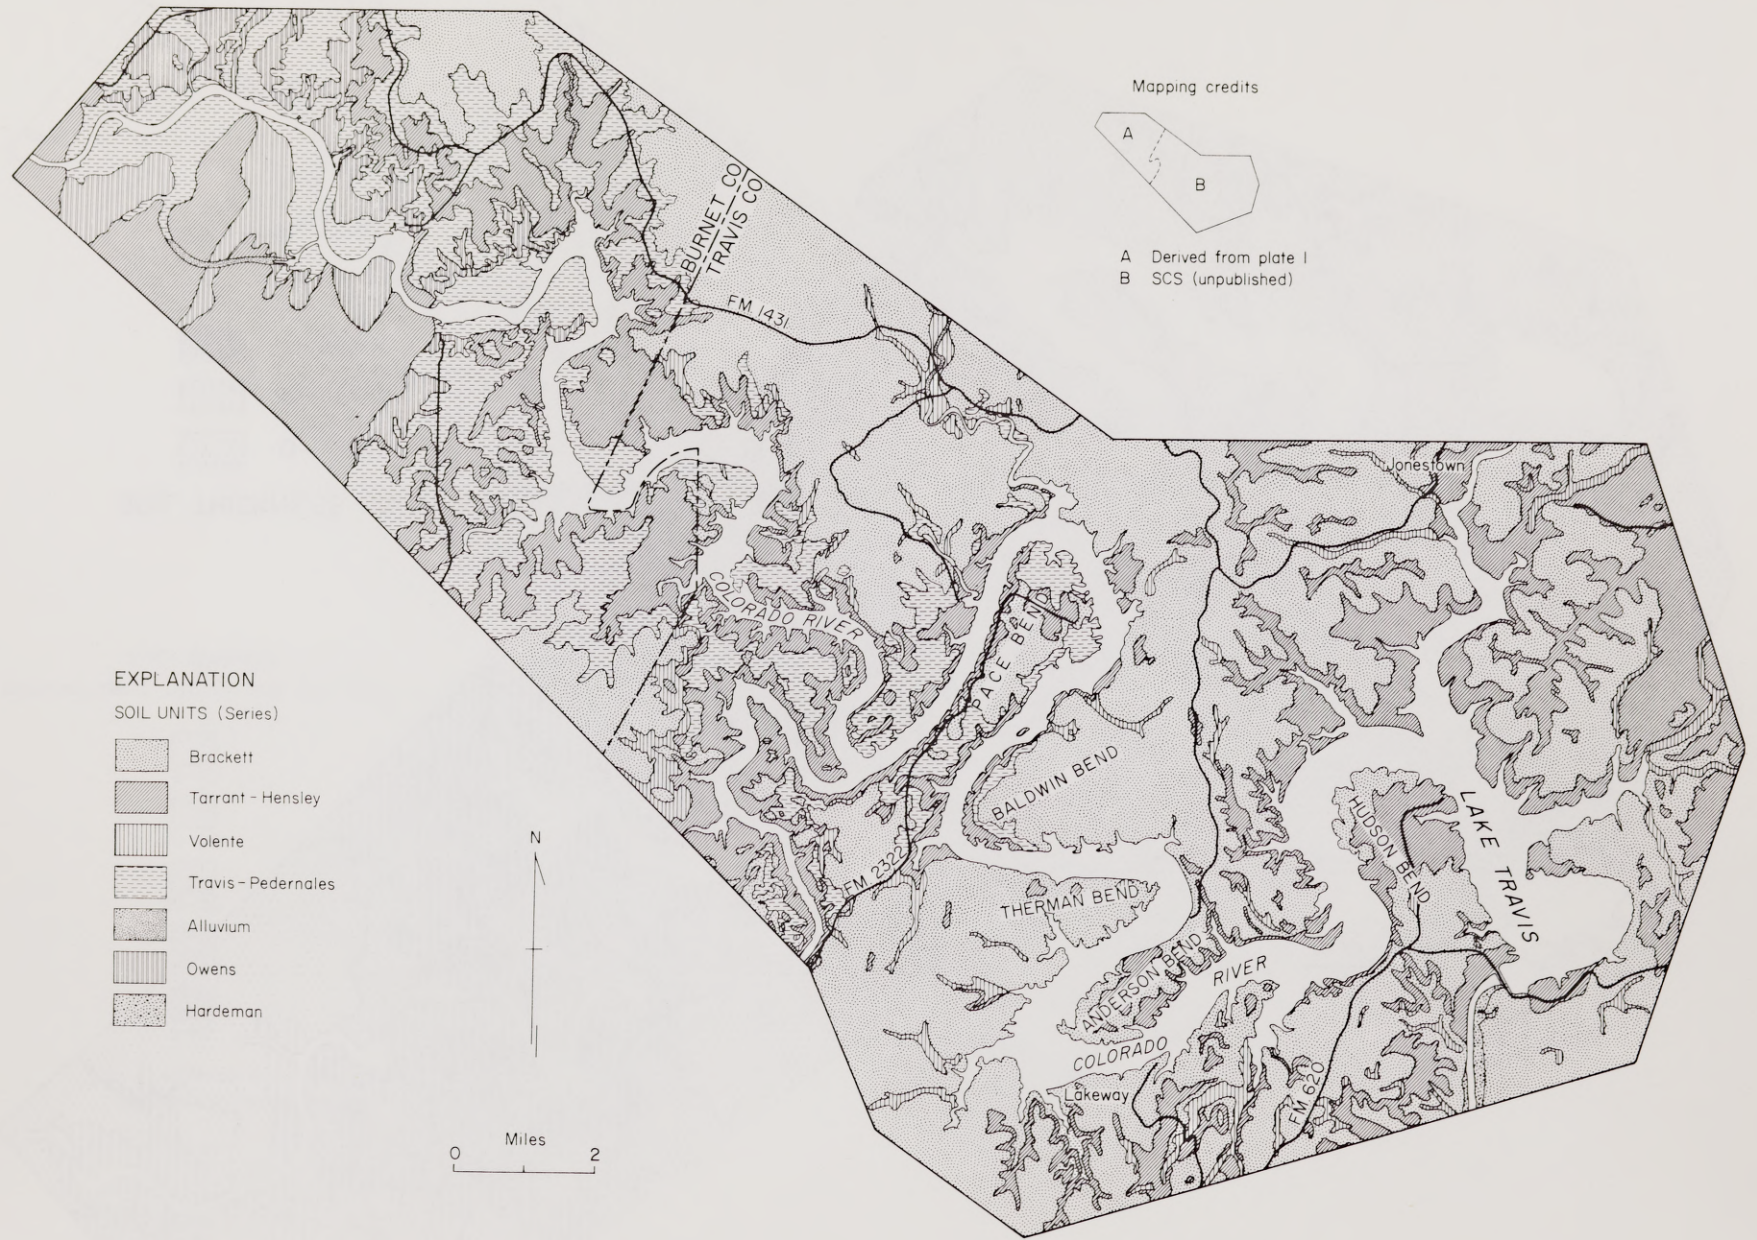 Mapping credits
A
B
A Derived from plate I
B SCS (unpublished)
BURNET CO
TRAVIS CO
FM 1431
Jonestown
COLORADO RIVER
PACE BEND
BALDWIN BEND
HUDSON BEND
LAKE TRAVIS
FM 2322
THERMAN BEND
ANDERSON BEND
RIVER
COLORADO
Lakeway
FM 620
EXPLANATION
SOIL UNITS (Series)
Brackett
Tarrant-Hensley
Volente
Travis-Pedernales
Alluvium
Owens
Hardeman
N
Miles
0 2